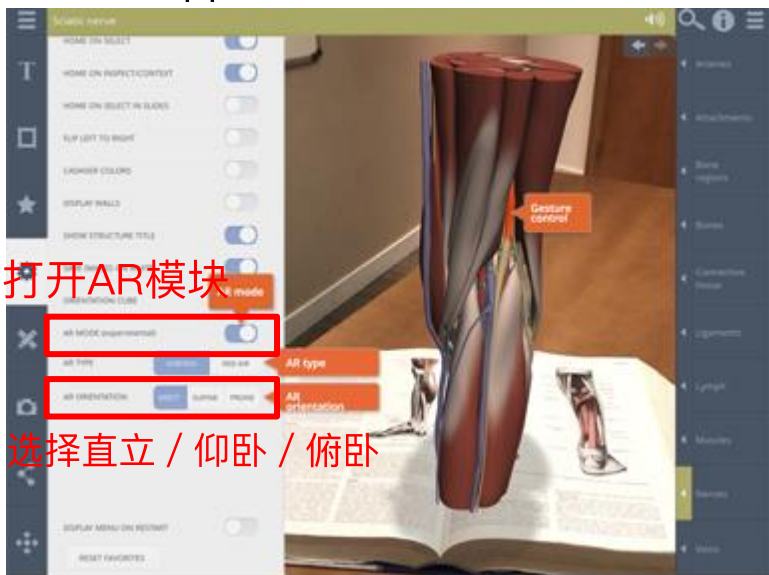 Sciatic nerve
HOME ON SELECT
HOME ON INSPECT/CONTEXT
HOME ON SELECT IN SLIDES
FLIP LEFT TO RIGHT
CADAVER COLORS
DISPLAY WALLS
SHOW STRUCTURE TITLE
打开AR模块
ORIENTATION CUBE
AR mode
AR MODE (experimental)
AR TYPE
AR type
AR ORIENTATION
ERECT
SUPINE
PRONE
AR
orientation
选择直立 / 仰卧 / 俯卧
DISPLAY MENU ON RESTART
RESET FAVORITES
Gesture
control
Arteries
Attachments
Bone
regions
Bones
Connective
tissue
Ligaments
Lymph
Muscles
Nerves
Veins